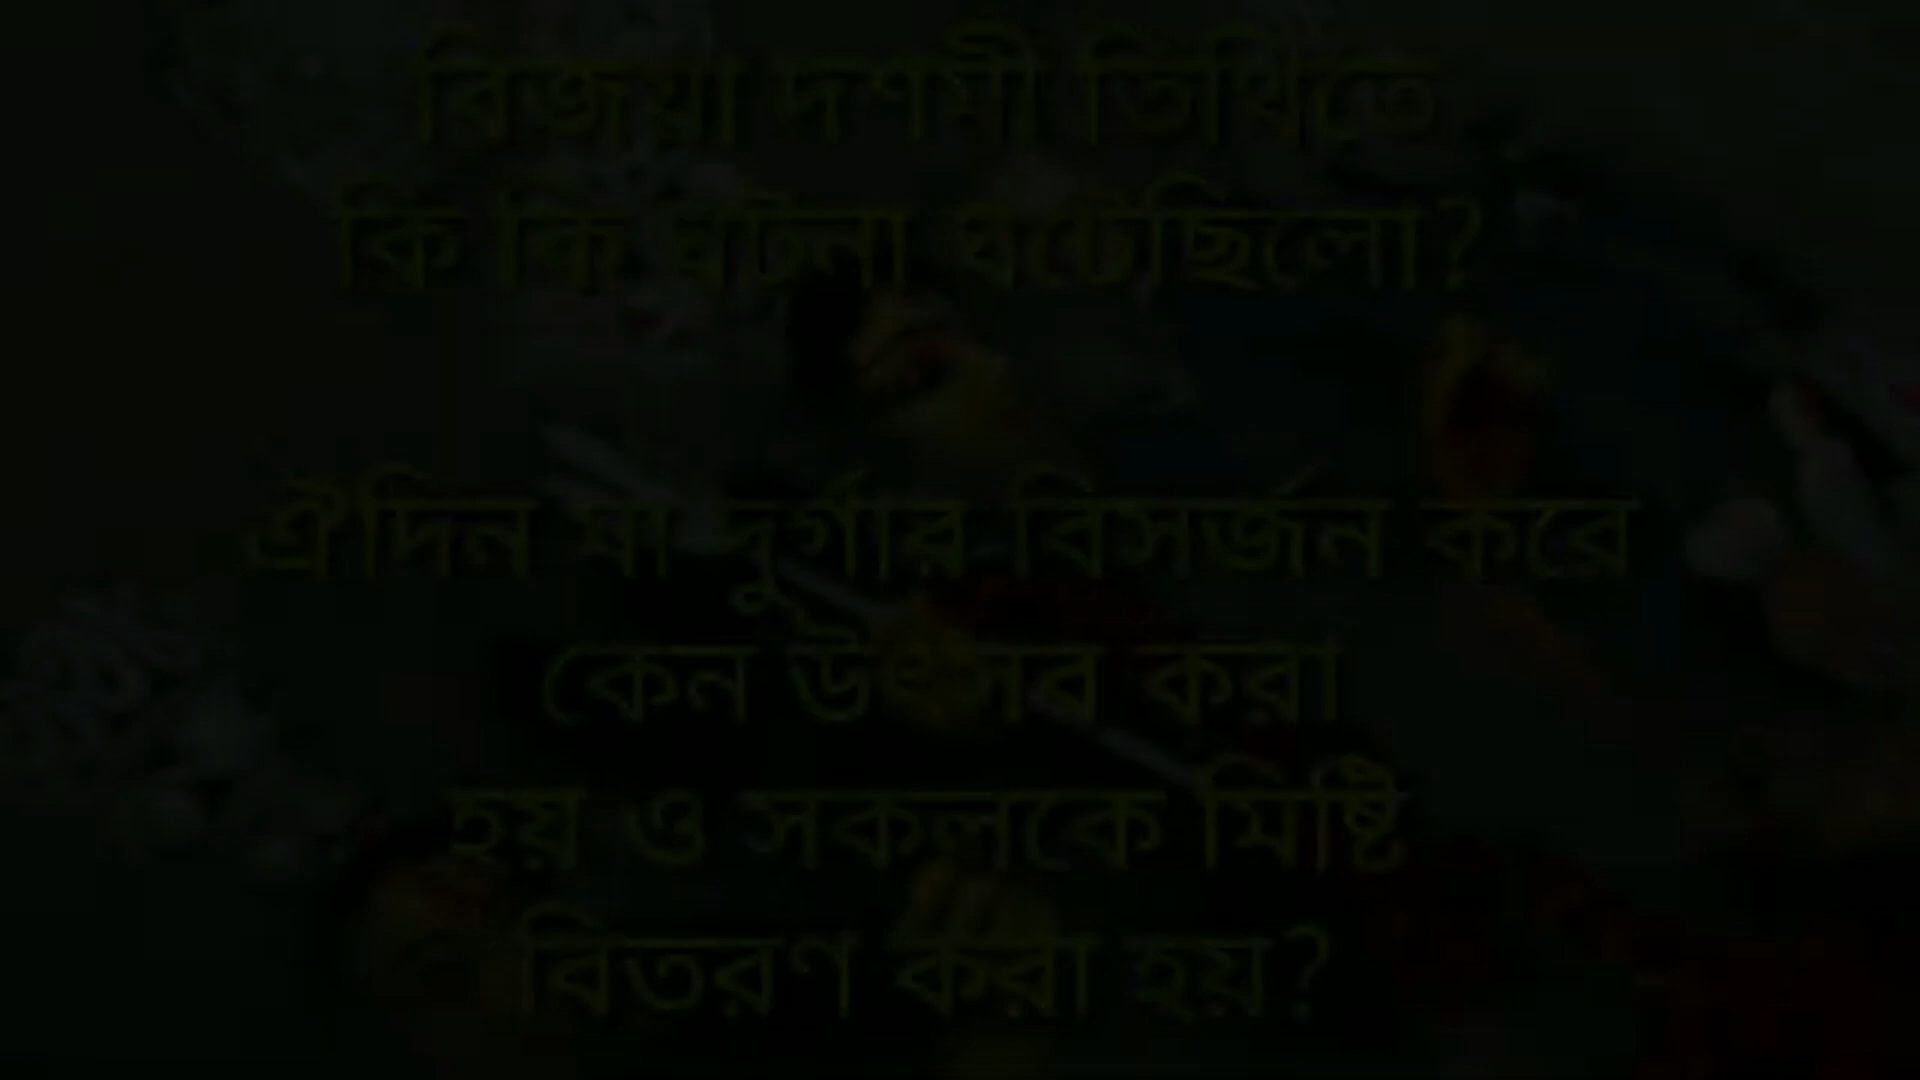 বিজয়া দশমী তিথিতে
কি কি ঘটনা ঘটেছিলো?
ঐদিন মা দুর্গার বিসর্জন করে
কেন উৎসব করা
হয় ও সকলকে মিষ্টি
বিতরণ করা হয়?